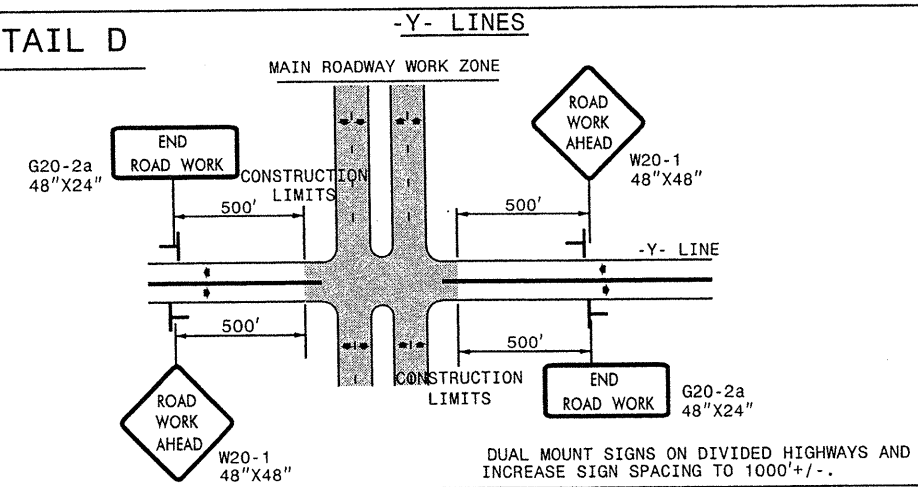 TAIL D
-Y- LINES
MAIN ROADWAY WORK ZONE
END
ROAD WORK
G20-2a
48"X24"
CONSTRUCTION
LIMITS
500'
ROAD
WORK
AHEAD
W20-1
48"X48"
500'
-Y- LINE
500'
ROAD
WORK
AHEAD
W20-1
48"X48"
500'
CONSTRUCTION
LIMITS
END
ROAD WORK
G20-2a
48"X24"
DUAL MOUNT SIGNS ON DIVIDED HIGHWAYS AND
INCREASE SIGN SPACING TO 1000'+/-.